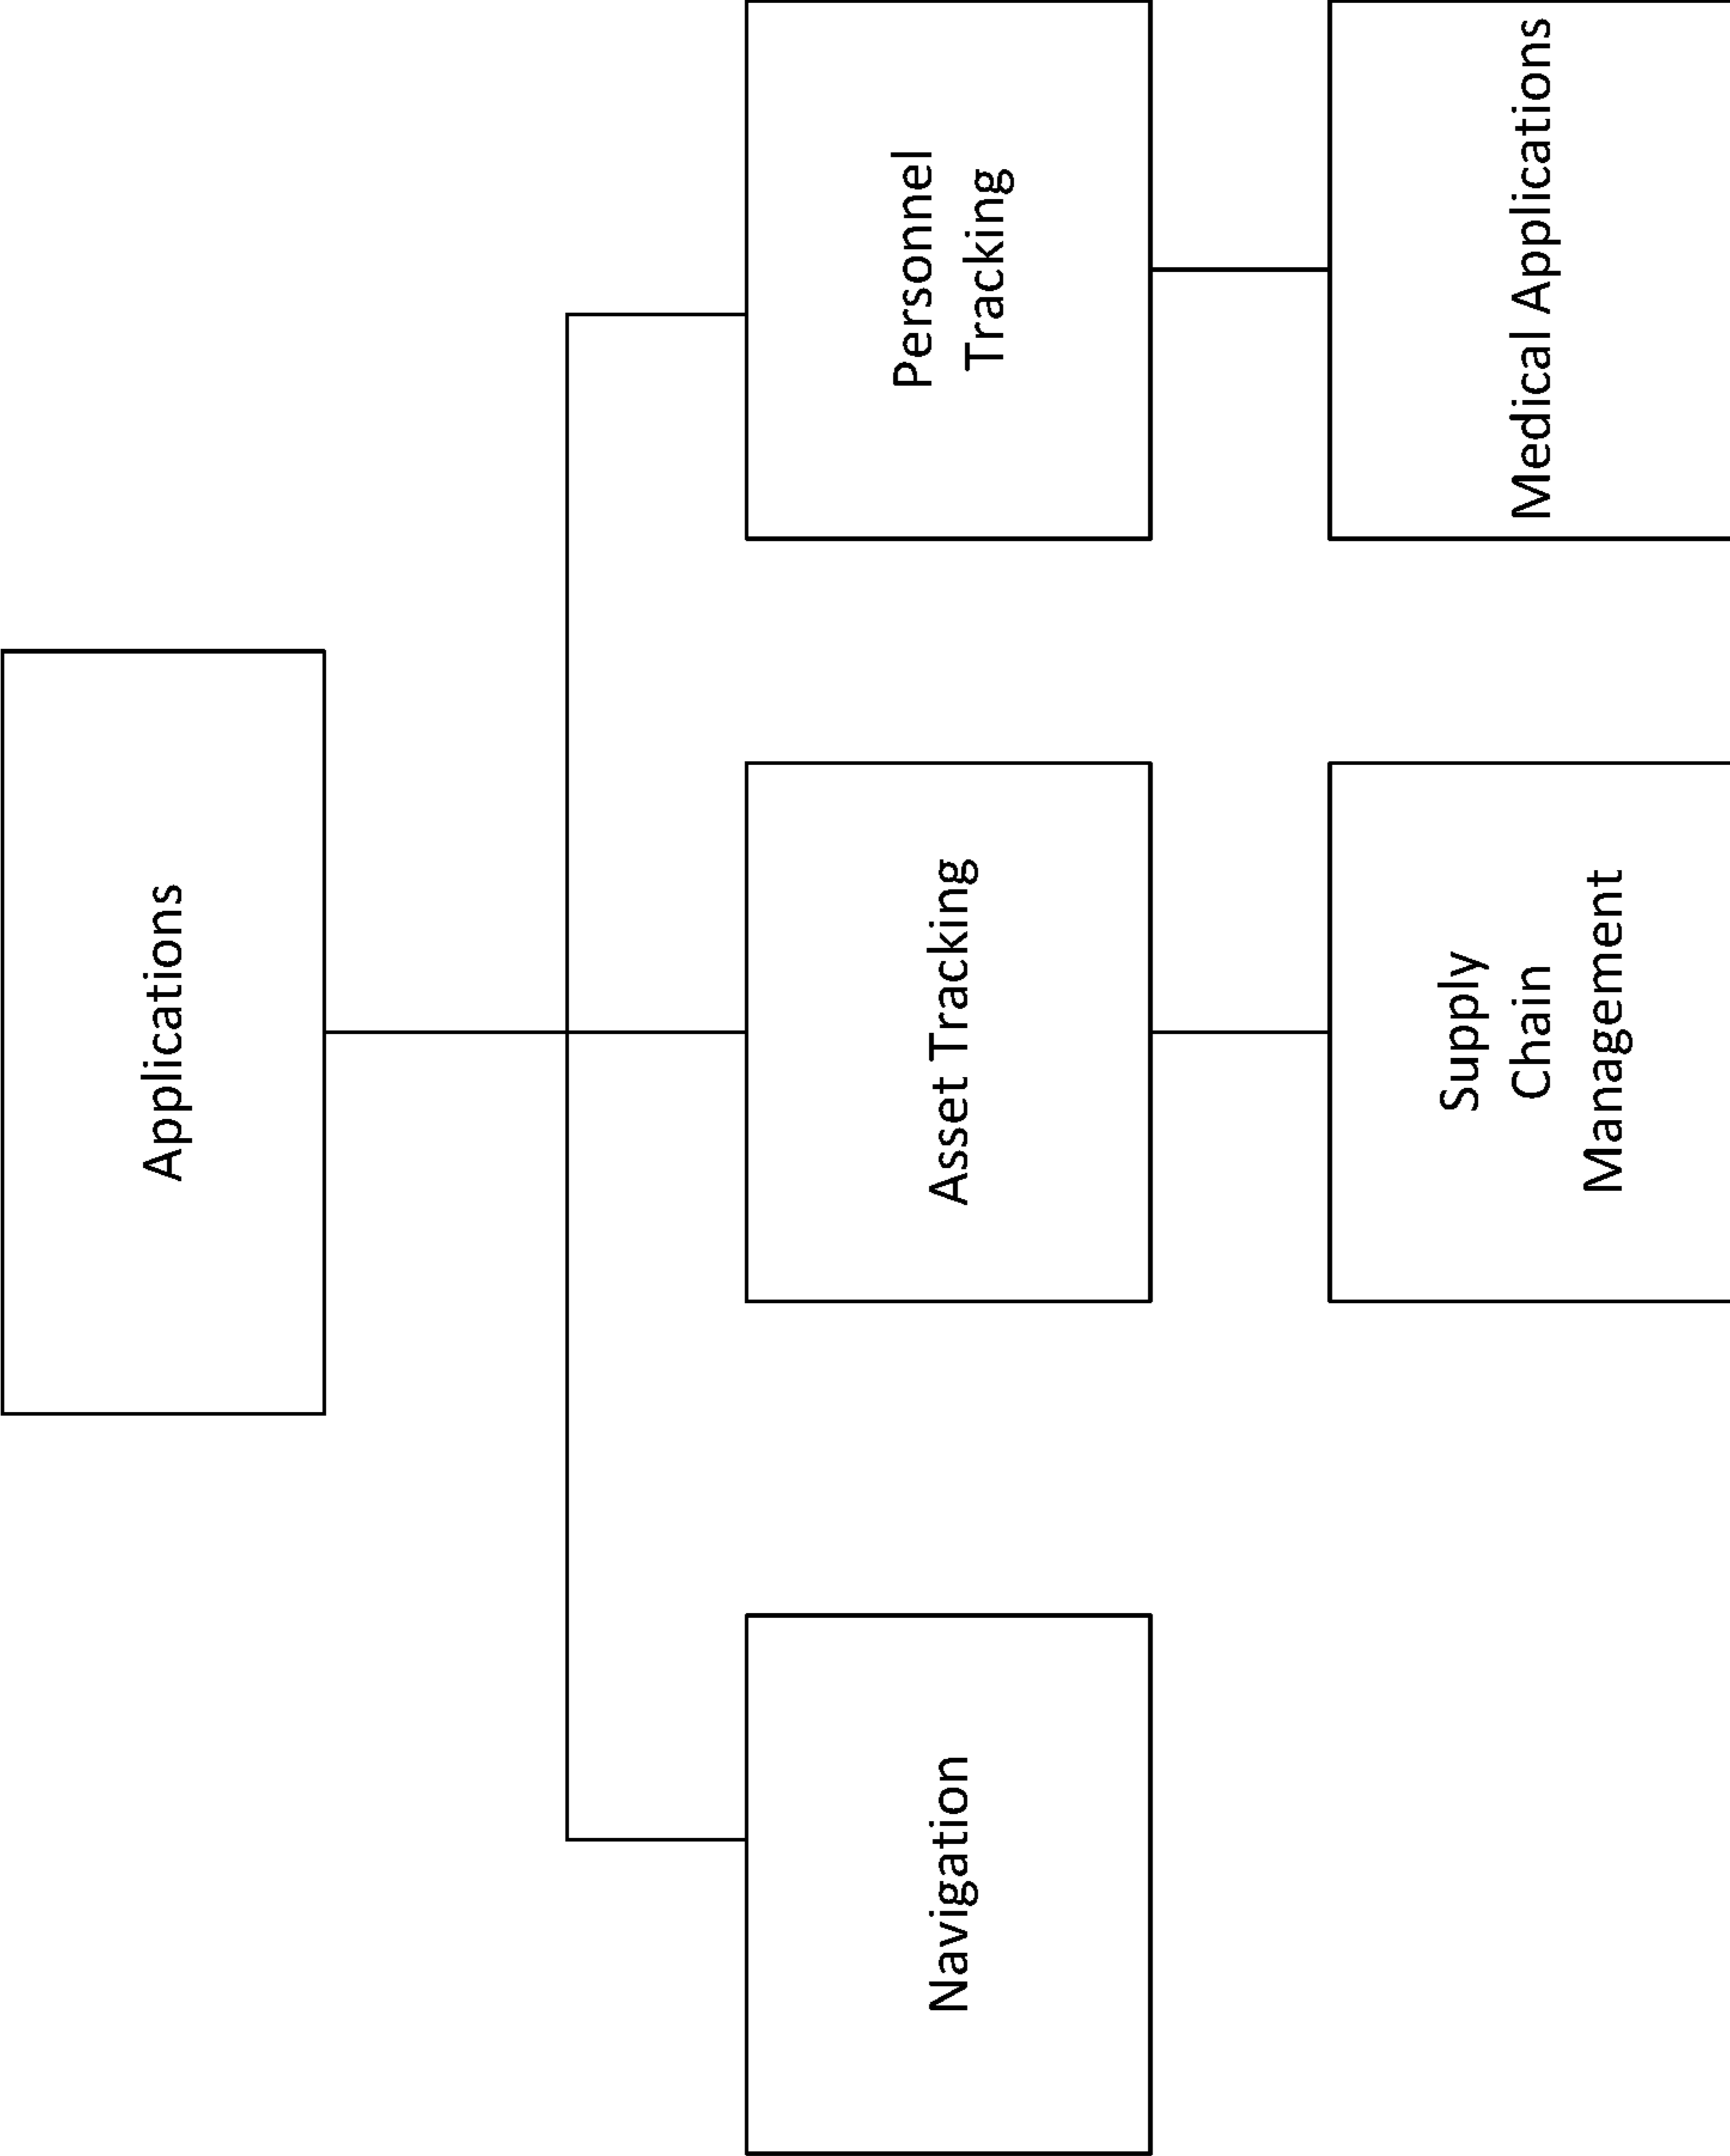 Applications
Navigation
Asset Tracking
Personnel
Tracking
Supply
Chain
Management
Medical Applications